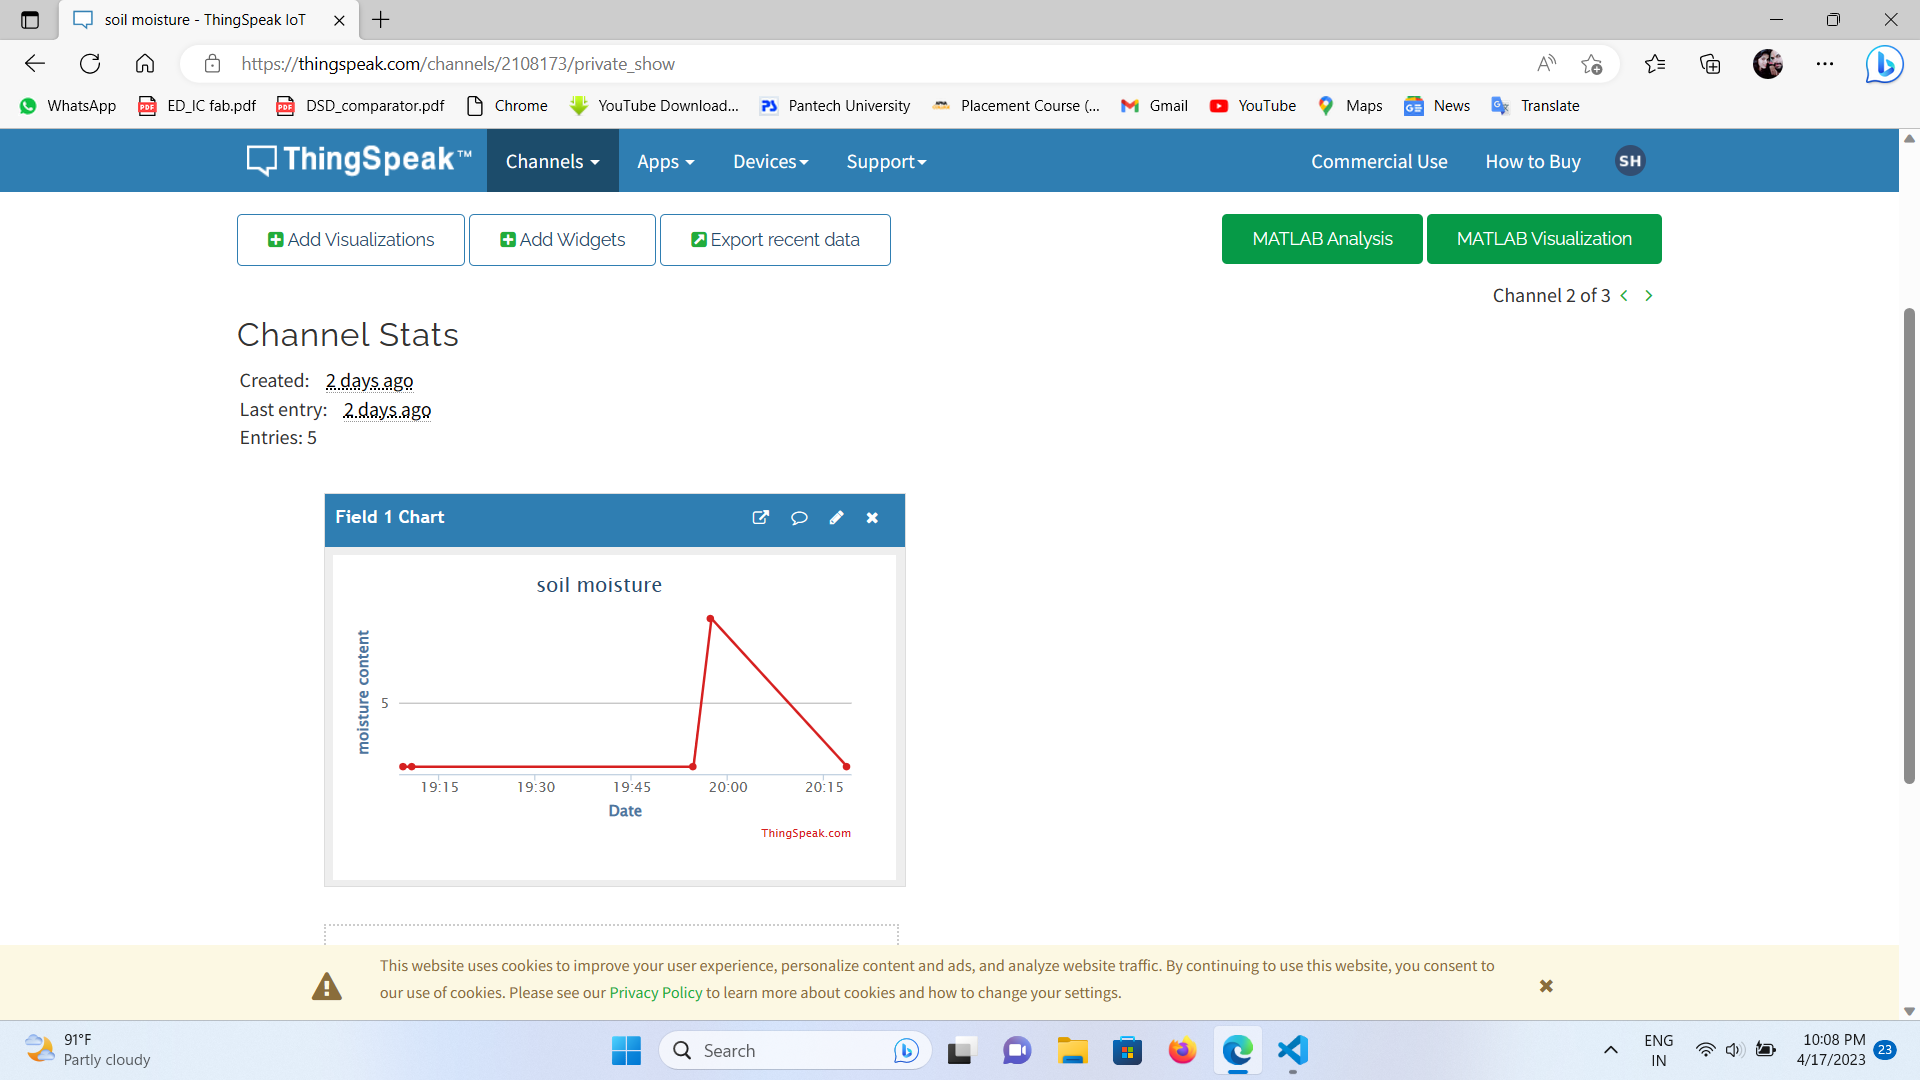 soil moisture - ThingSpeak IoT
https://thingspeak.com/channels/2108173/private_show
WhatsApp ED_IC fab.pdf DSD_comparator.pdf Chrome YouTube Download... Pantech University Placement Course (... Gmail YouTube Maps News Translate
ThingSpeak™ Channels Apps Devices Support Commercial Use How to Buy SH
Add Visualizations Add Widgets Export recent data MATLAB Analysis MATLAB Visualization
Channel 2 of 3
Channel Stats
Created: 2 days ago
Last entry: 2 days ago
Entries: 5
Field 1 Chart
soil moisture
moisture content
5
19:15 19:30 19:45 20:00 20:15
Date
ThingSpeak.com
This website uses cookies to improve your user experience, personalize content and ads, and analyze website traffic. By continuing to use this website, you consent to
our use of cookies. Please see our Privacy Policy to learn more about cookies and how to change your settings.
91°F
Partly cloudy
Search
ENG
IN
10:08 PM
4/17/2023
23